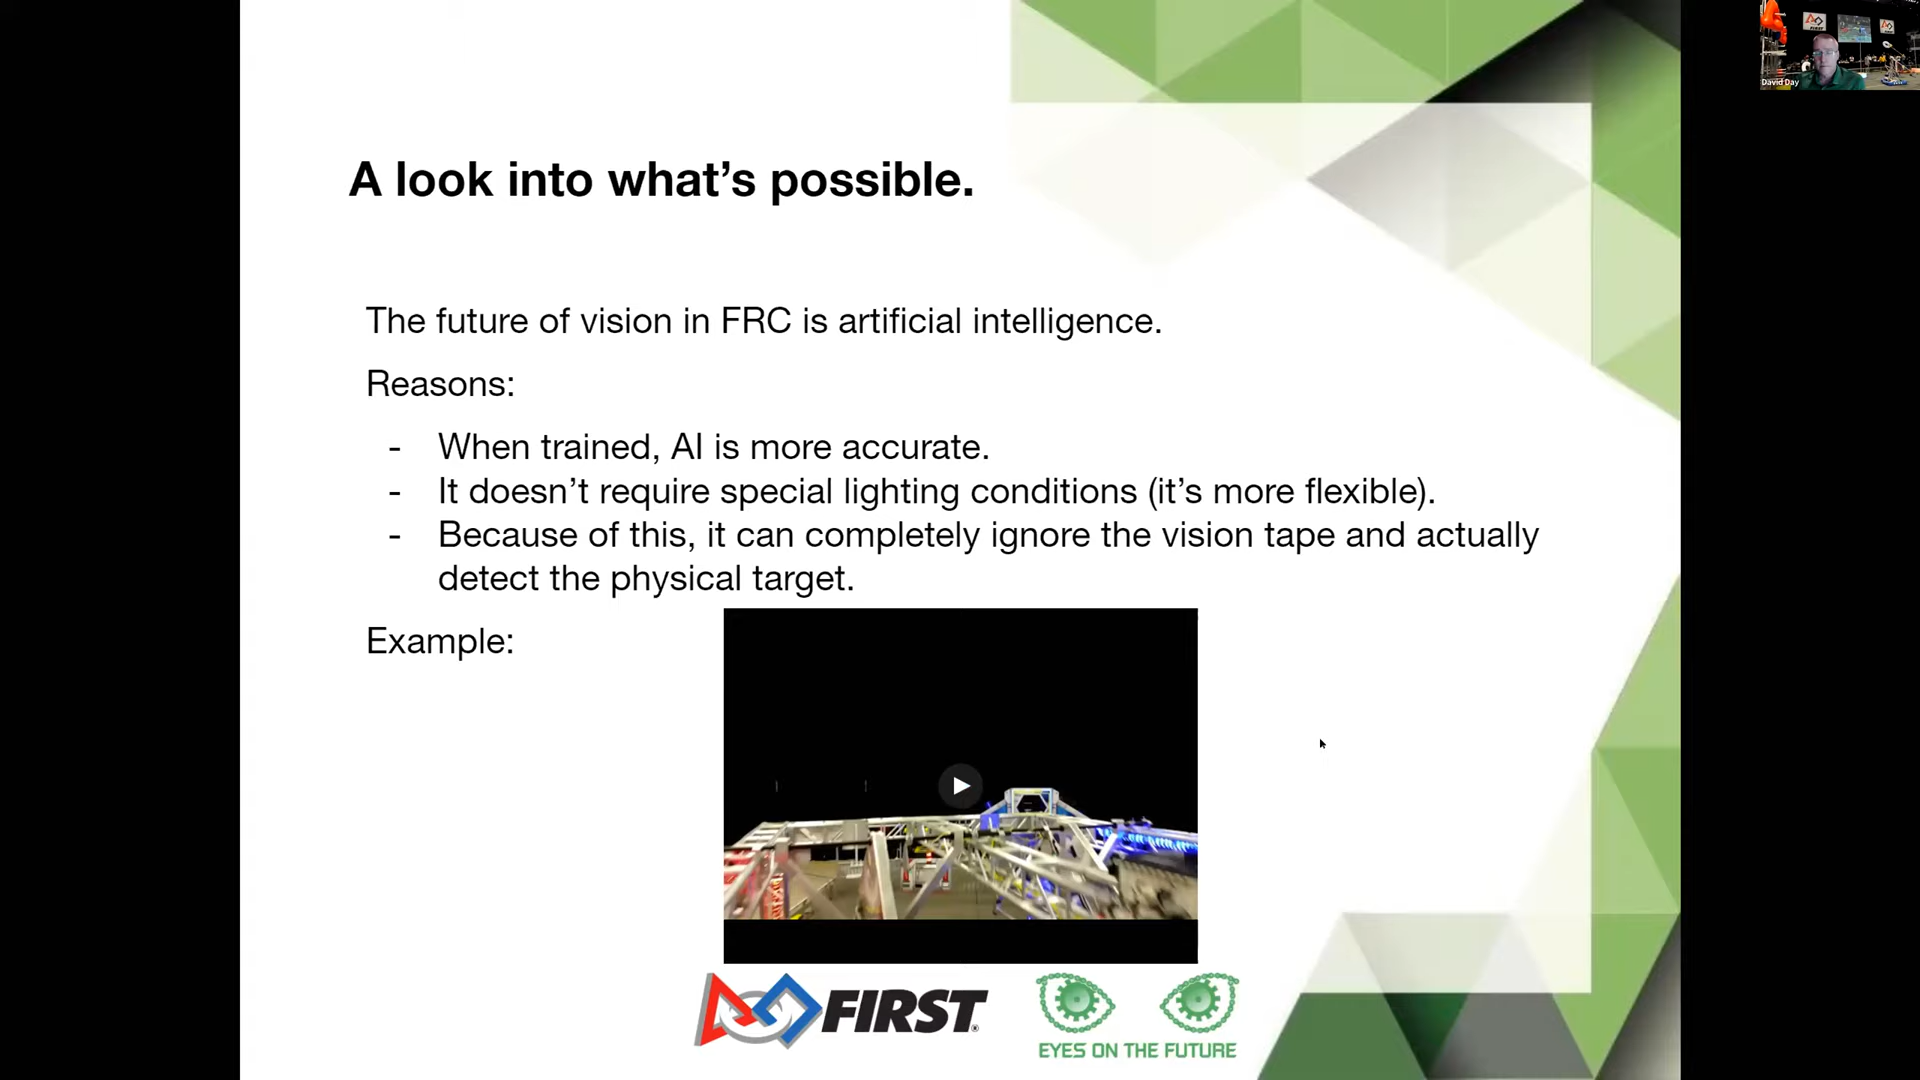 FIRST
David Day
A look into what's possible.
The future of vision in FRC is artificial intelligence.
Reasons:
- When trained, AI is more accurate.
- It doesn't require special lighting conditions (it's more flexible).
- Because of this, it can completely ignore the vision tape and actually
detect the physical target.
Example:
FIRST®
EYES ON THE FUTURE